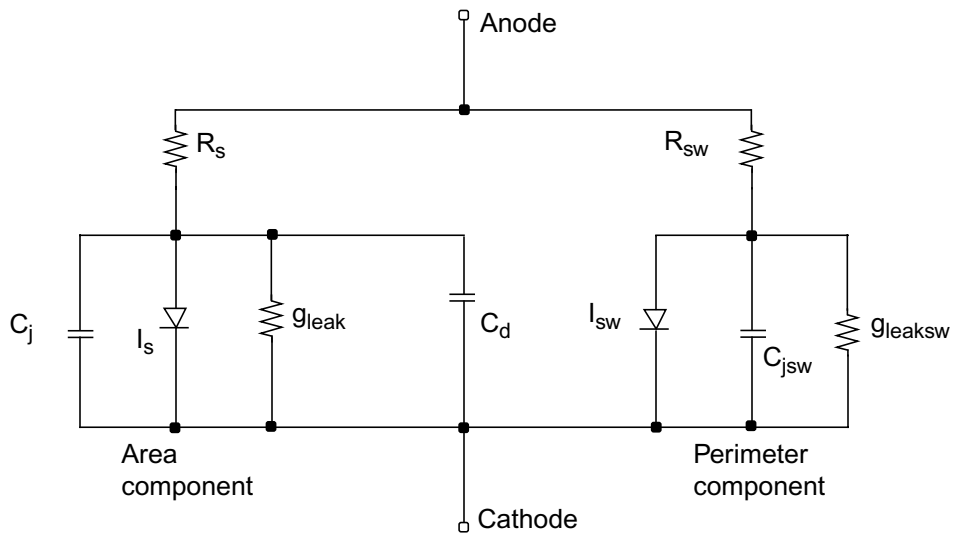 Anode
Rs
Rsw
Cj
Is
gleak
Cd
Isw
Cjsw
gleaksw
Area
component
Perimeter
component
Cathode